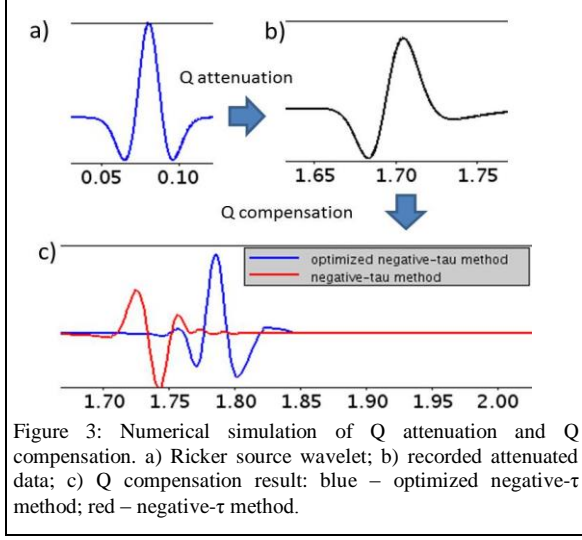 a)
b)
Q attenuation
0.05 0.10
1.65 1.70 1.75
Q compensation
c)
optimized negative-tau method
negative-tau method
1.70 1.75 1.80 1.85 1.90 1.95 2.00
Figure 3: Numerical simulation of Q attenuation and Q
compensation. a) Ricker source wavelet; b) recorded attenuated
data; c) Q compensation result: blue – optimized negative-τ
method; red – negative-τ method.